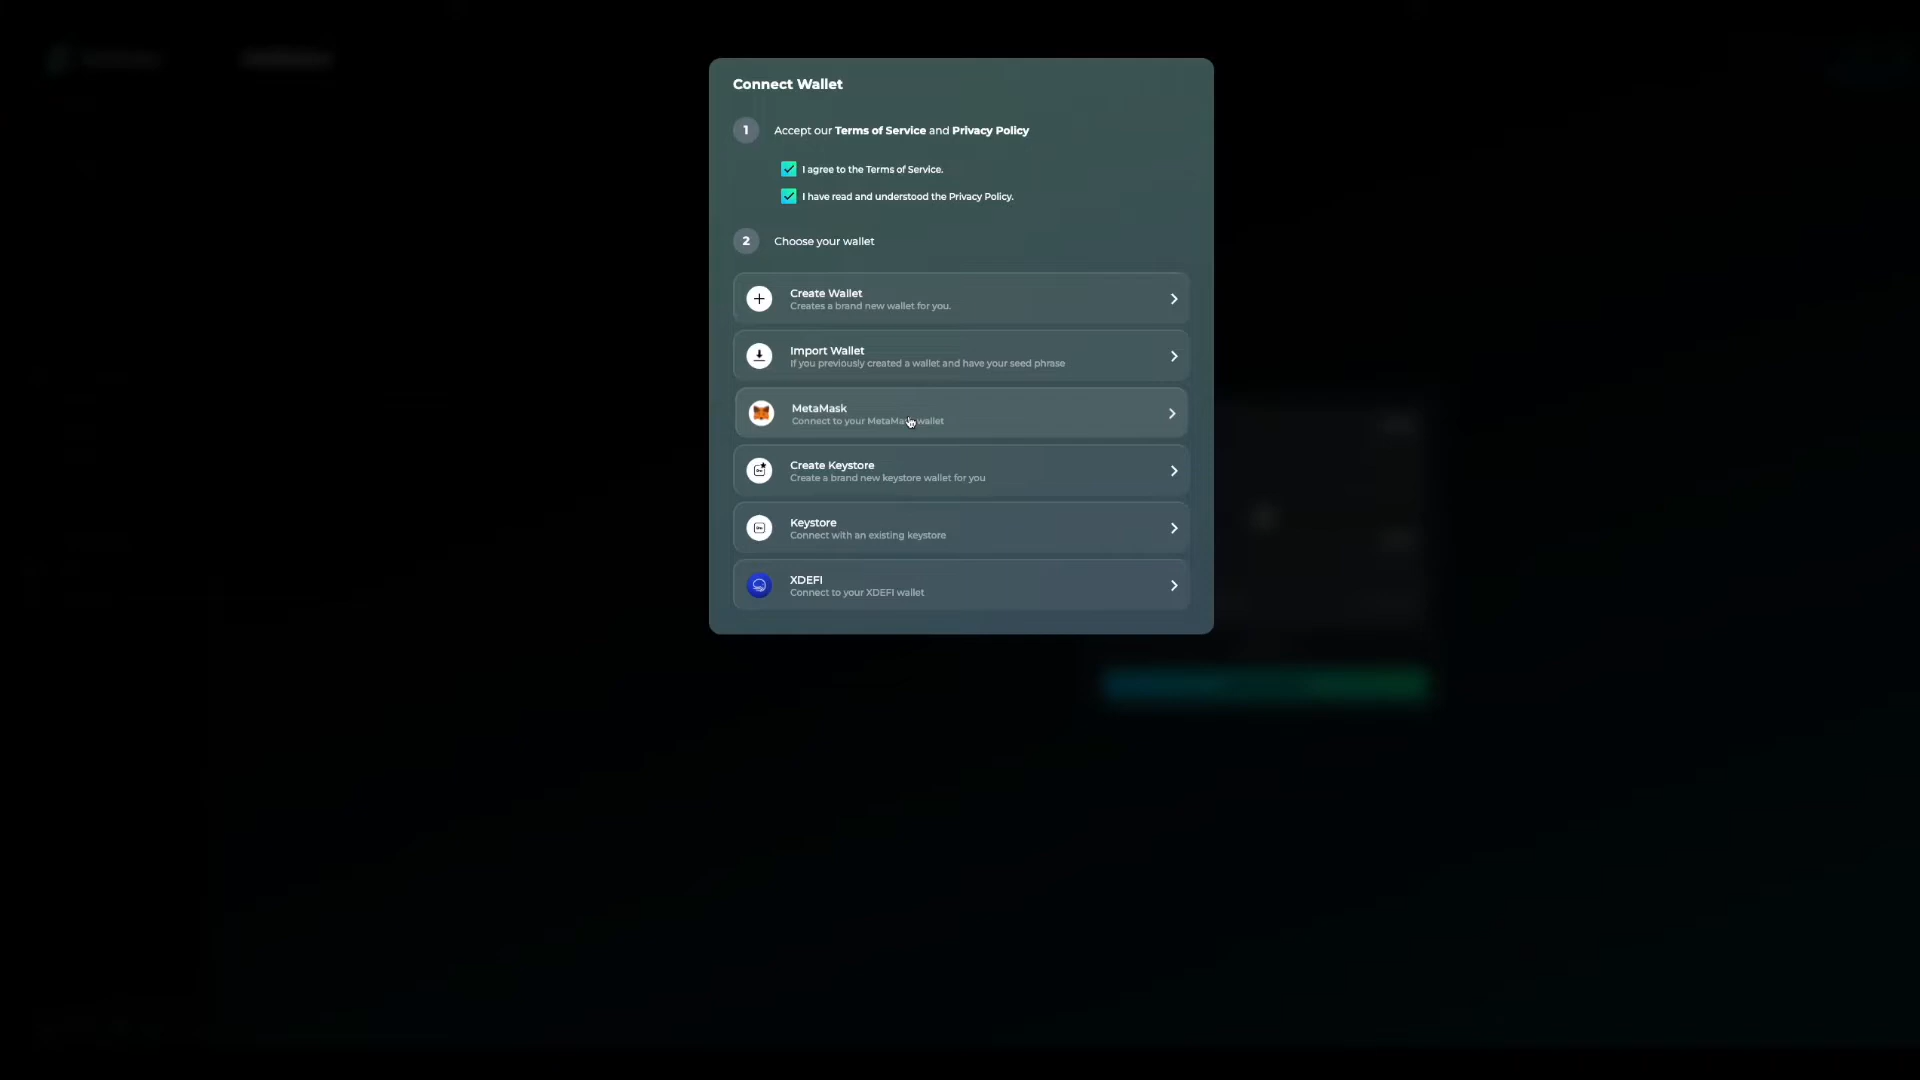 Connect Wallet
1
Accept our Terms of Service and Privacy Policy
I agree to the Terms of Service.
I have read and understood the Privacy Policy.
2
Choose your wallet
Create Wallet
Creates a brand new wallet for you.
Import Wallet
If you previously created a wallet and have your seed phrase
MetaMask
Connect to your MetaMask wallet
Create Keystore
Create a brand new keystore wallet for you
Keystore
Connect with an existing keystore
XDEFI
Connect to your XDEFI wallet